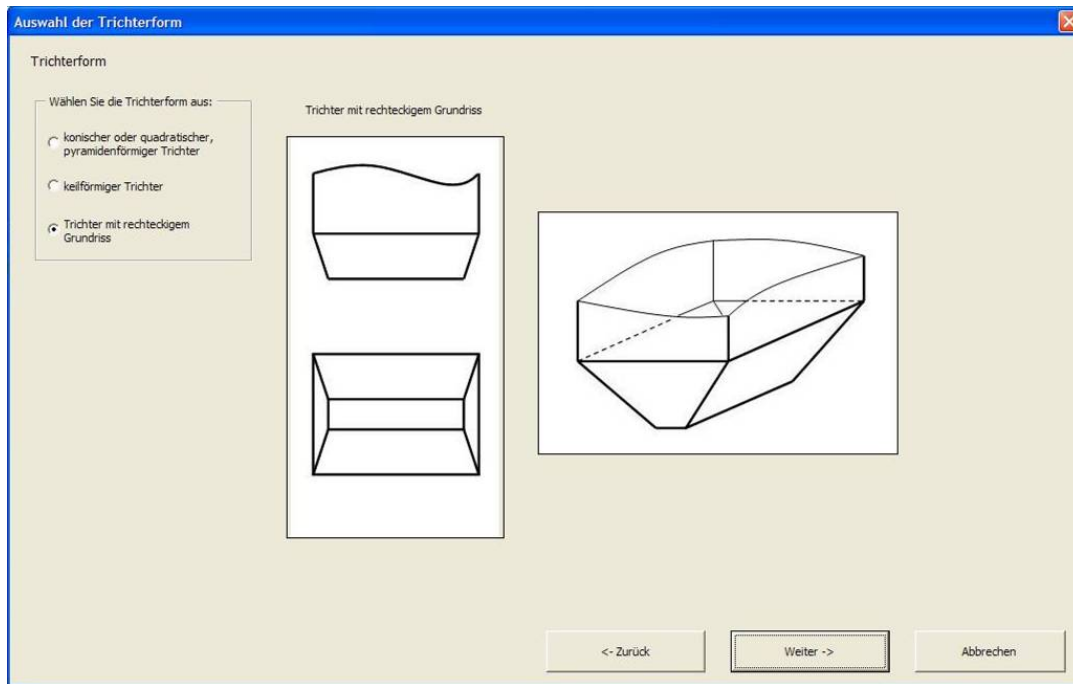 Auswahl der Trichterform
Trichterform
Wählen Sie die Trichterform aus:
konischer oder quadratischer,
pyramidenförmiger Trichter
keilförmiger Trichter
Trichter mit rechteckigem
Grundriss
Trichter mit rechteckigem Grundriss
<- Zurück
Weiter ->
Abbrechen